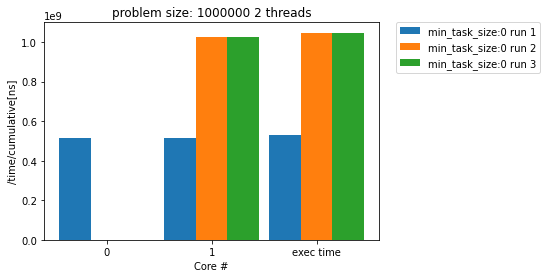 problem size: 1000000 2 threads
1e9
1.0
0.8
0.6
0.4
0.2
0.0
/time/cumulative[ns]
0
1
exec time
Core #
min_task_size:0 run 1
min_task_size:0 run 2
min_task_size:0 run 3